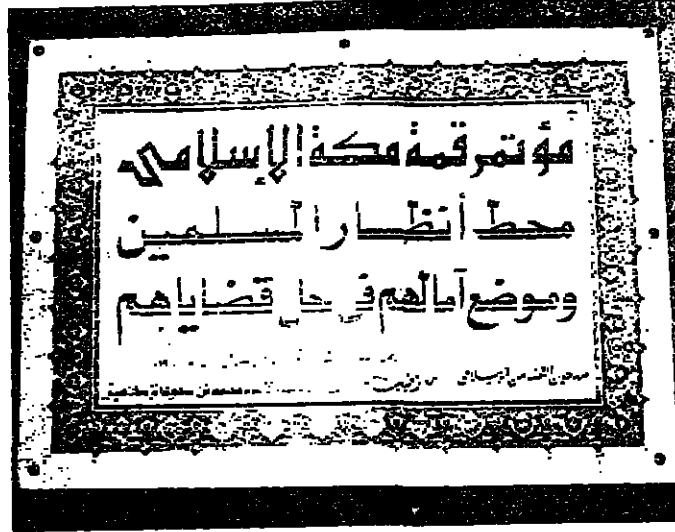 مؤتمر قمة مكة الإسلامي
محط أنظار المسلمين
وموضع آمالهم في حل قضاياهم